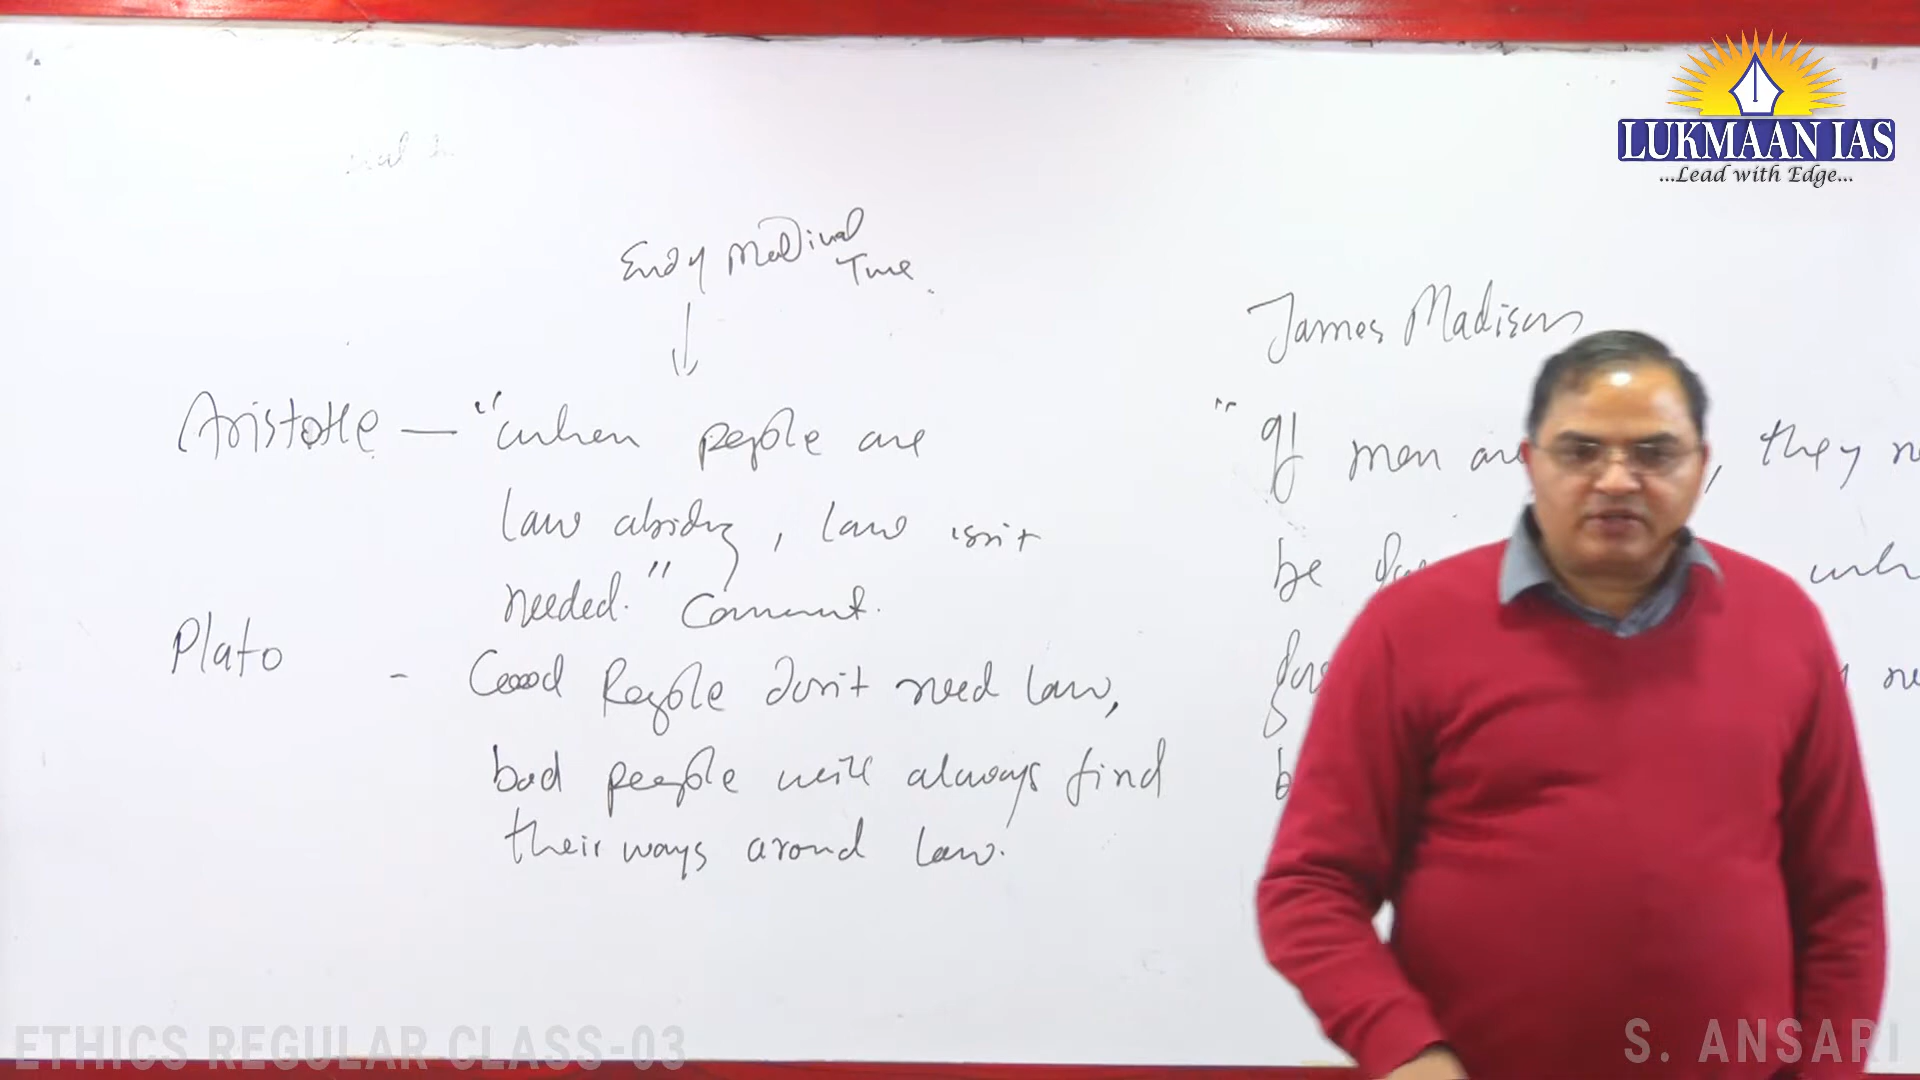 LUKMAAN IAS
...Lead with Edge...
Early Medival
Time
Aristotle — "when people are
law abiding, law isn't
needed." Comment.
Plato - Good People don't need law,
bad people will always find
their ways around law.
James Madison
"If men are , they
be
ETHICS REGULAR CLASS-03
S. ANSARI